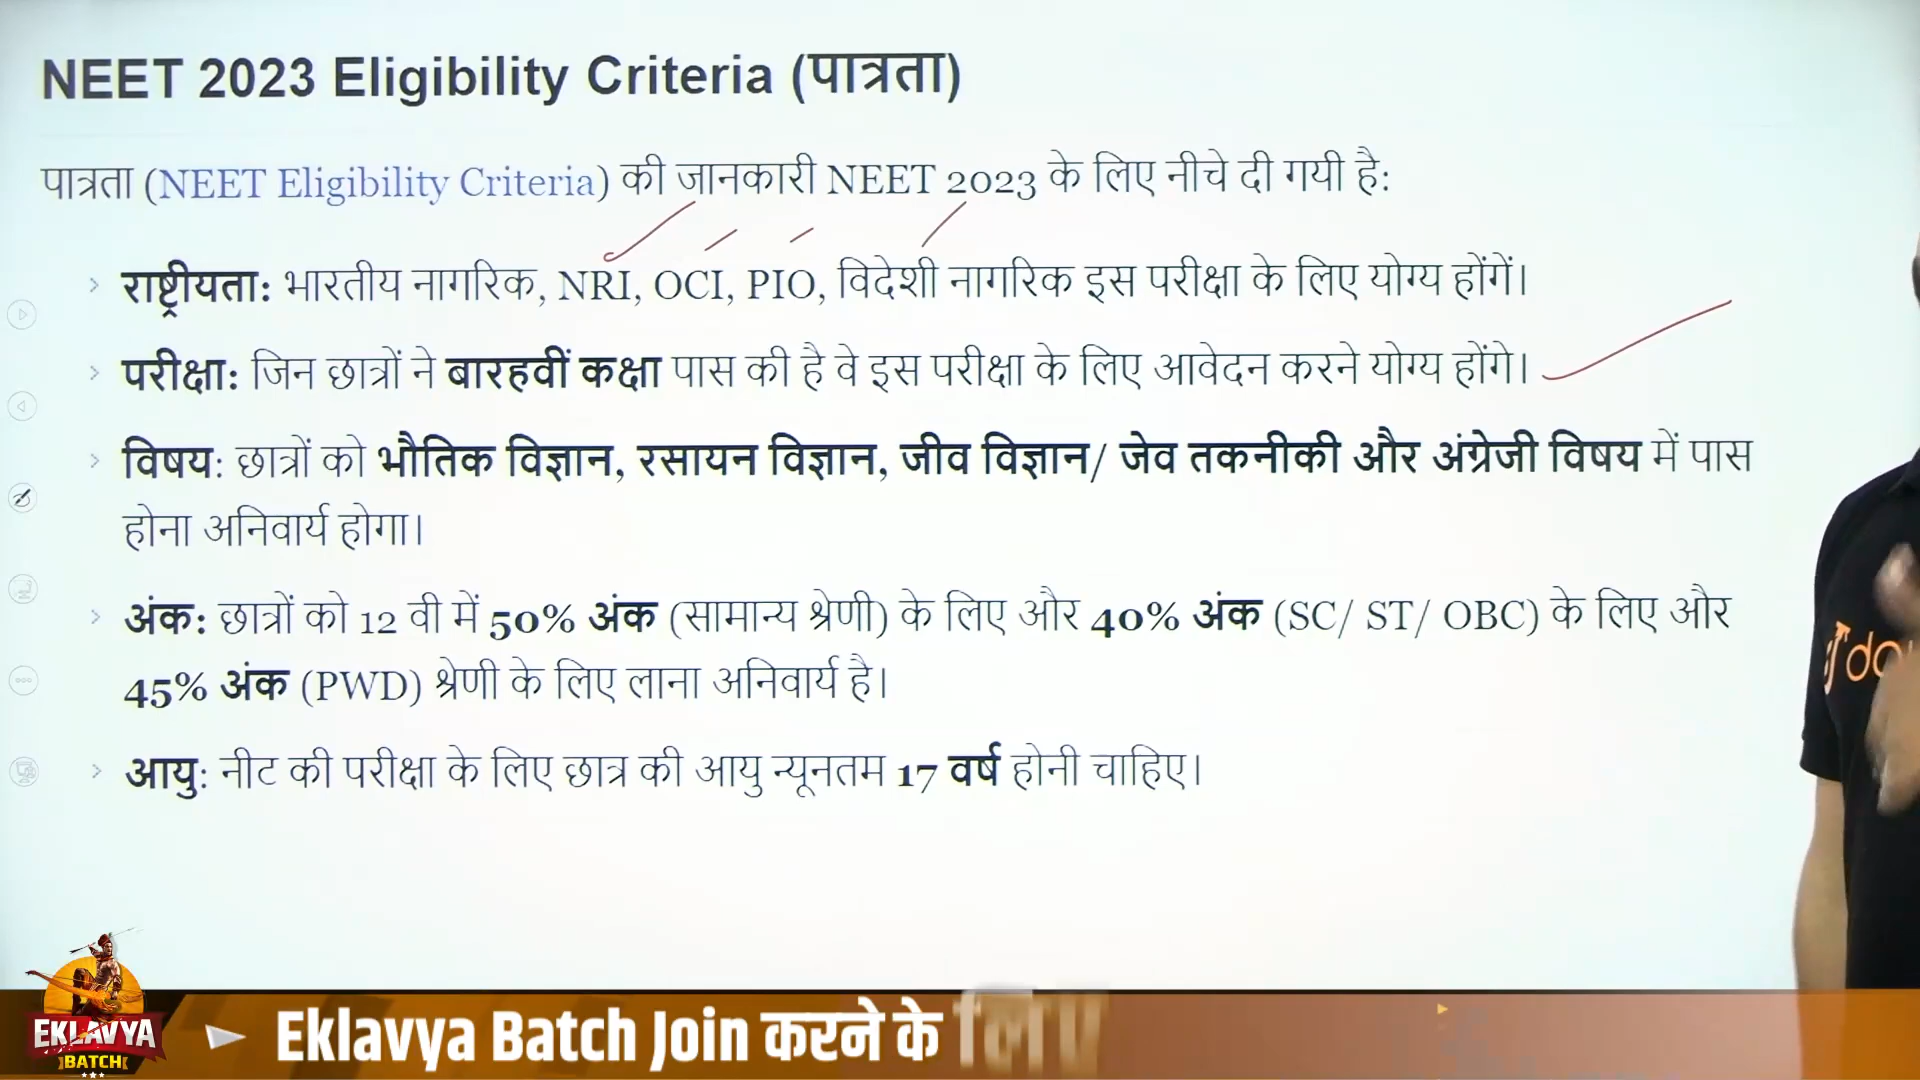 NEET 2023 Eligibility Criteria (पात्रता)
पात्रता (NEET Eligibility Criteria) की जानकारी NEET 2023 के लिए नीचे दी गयी है:
राष्ट्रीयता: भारतीय नागरिक, NRI, OCI, PIO, विदेशी नागरिक इस परीक्षा के लिए योग्य होंगें।
परीक्षा: जिन छात्रों ने बारहवीं कक्षा पास की है वे इस परीक्षा के लिए आवेदन करने योग्य होंगे।
विषय: छात्रों को भौतिक विज्ञान, रसायन विज्ञान, जीव विज्ञान/ जेव तकनीकी और अंग्रेजी विषय में पास
होना अनिवार्य होगा।
अंक: छात्रों को 12 वी में 50% अंक (सामान्य श्रेणी) के लिए और 40% अंक (SC/ ST/ OBC) के लिए और
45% अंक (PWD) श्रेणी के लिए लाना अनिवार्य है।
आयु: नीट की परीक्षा के लिए छात्र की आयु न्यूनतम 17 वर्ष होनी चाहिए।
EKLAVYA
BATCH
Eklavya Batch Join करने के लिए